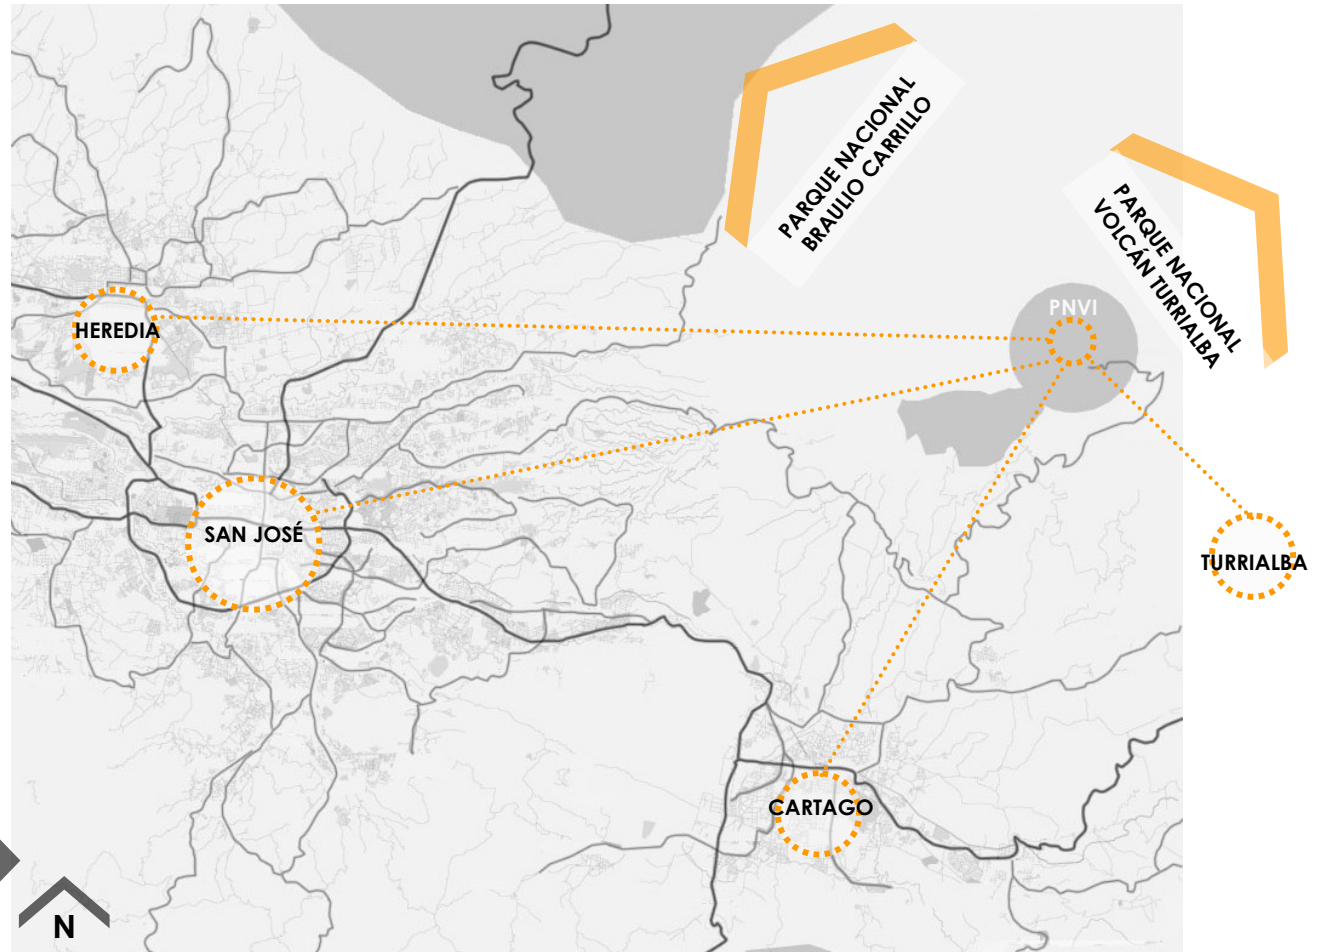 PARQUE NACIONAL
BRAULIO CARRILLO
PARQUE NACIONAL
VOLCÁN TURRIALBA
PNVI
HEREDIA
SAN JOSÉ
TURRIALBA
CARTAGO
N